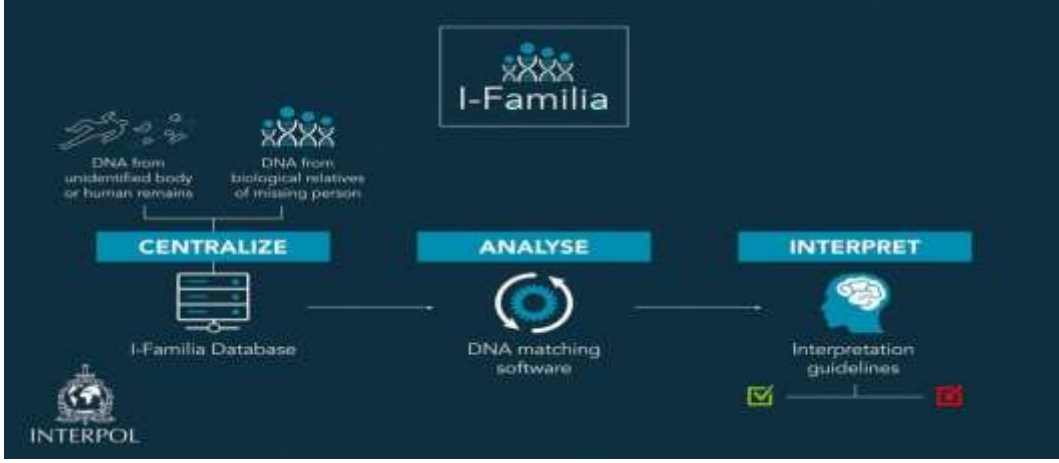 I-Familia
DNA from
unidentified body
or human remains
DNA from
biological relatives
of missing person
CENTRALIZE
ANALYSE
INTERPRET
I-Familia Database
DNA matching
software
Interpretation
guidelines
INTERPOL